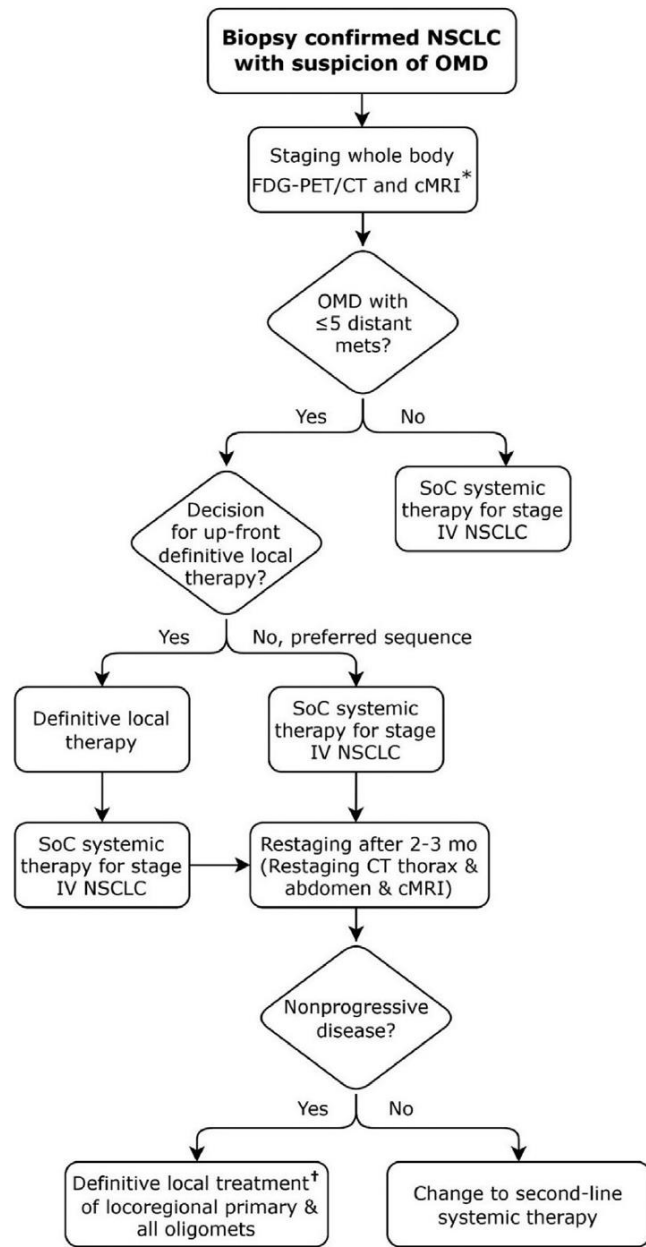 Biopsy confirmed NSCLC
with suspicion of OMD
Staging whole body
FDG-PET/CT and cMRI*
OMD with
≤5 distant
mets?
Yes
No
Decision
for up-front
definitive local
therapy?
SoC systemic
therapy for stage
IV NSCLC
Yes
No, preferred sequence
Definitive local
therapy
SoC systemic
therapy for stage
IV NSCLC
SoC systemic
therapy for stage
IV NSCLC
Restaging after 2-3 mo
(Restaging CT thorax &
abdomen & cMRI)
Nonprogressive
disease?
Yes
No
Definitive local treatment†
of locoregional primary &
all oligomets
Change to second-line
systemic therapy